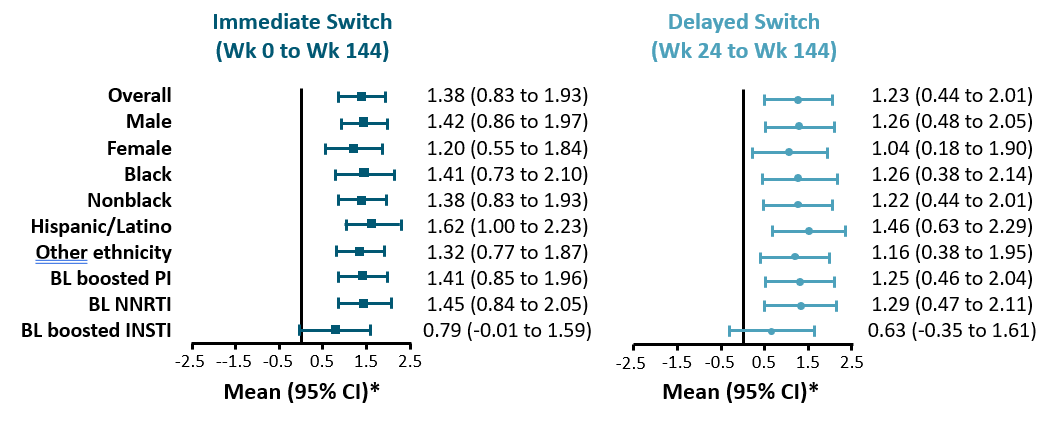 Immediate Switch
(Wk 0 to Wk 144)
Delayed Switch
(Wk 24 to Wk 144)
Overall 1.38 (0.83 to 1.93) 1.23 (0.44 to 2.01)
Male 1.42 (0.86 to 1.97) 1.26 (0.48 to 2.05)
Female 1.20 (0.55 to 1.84) 1.04 (0.18 to 1.90)
Black 1.41 (0.73 to 2.10) 1.26 (0.38 to 2.14)
Nonblack 1.38 (0.83 to 1.93) 1.22 (0.44 to 2.01)
Hispanic/Latino 1.62 (1.00 to 2.23) 1.46 (0.63 to 2.29)
Other ethnicity 1.32 (0.77 to 1.87) 1.16 (0.38 to 1.95)
BL boosted PI 1.41 (0.85 to 1.96) 1.25 (0.46 to 2.04)
BL NNRTI 1.45 (0.84 to 2.05) 1.29 (0.47 to 2.11)
BL boosted INSTI 0.79 (-0.01 to 1.59) 0.63 (-0.35 to 1.61)
-2.5 --1.5 -0.5 0.5 1.5 2.5 -2.5 -1.5 -0.5 0.5 1.5 2.5
Mean (95% CI)* Mean (95% CI)*